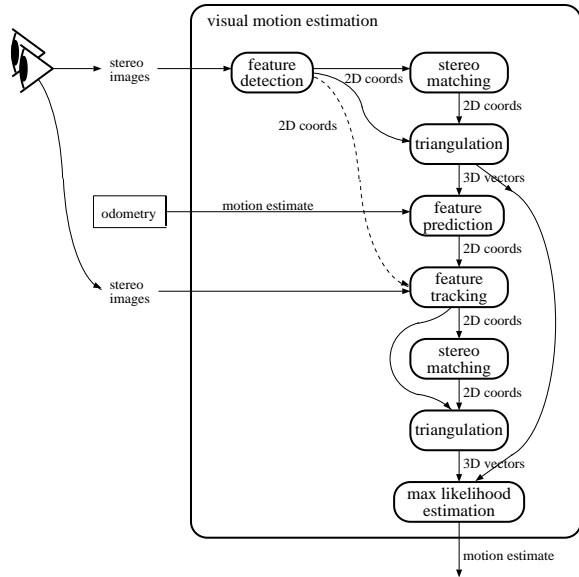 visual motion estimation
stereo
images
feature
detection
2D coords
stereo
matching
2D coords
2D coords
triangulation
3D vectors
odometry
motion estimate
feature
prediction
2D coords
stereo
images
feature
tracking
2D coords
stereo
matching
2D coords
triangulation
3D vectors
max likelihood
estimation
motion estimate